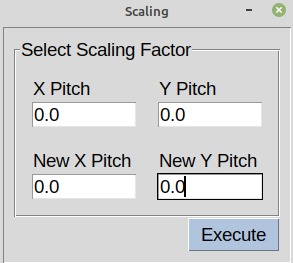 Scaling
Select Scaling Factor
X Pitch Y Pitch
0.0 0.0
New X Pitch New Y Pitch
0.0 0.0
Execute